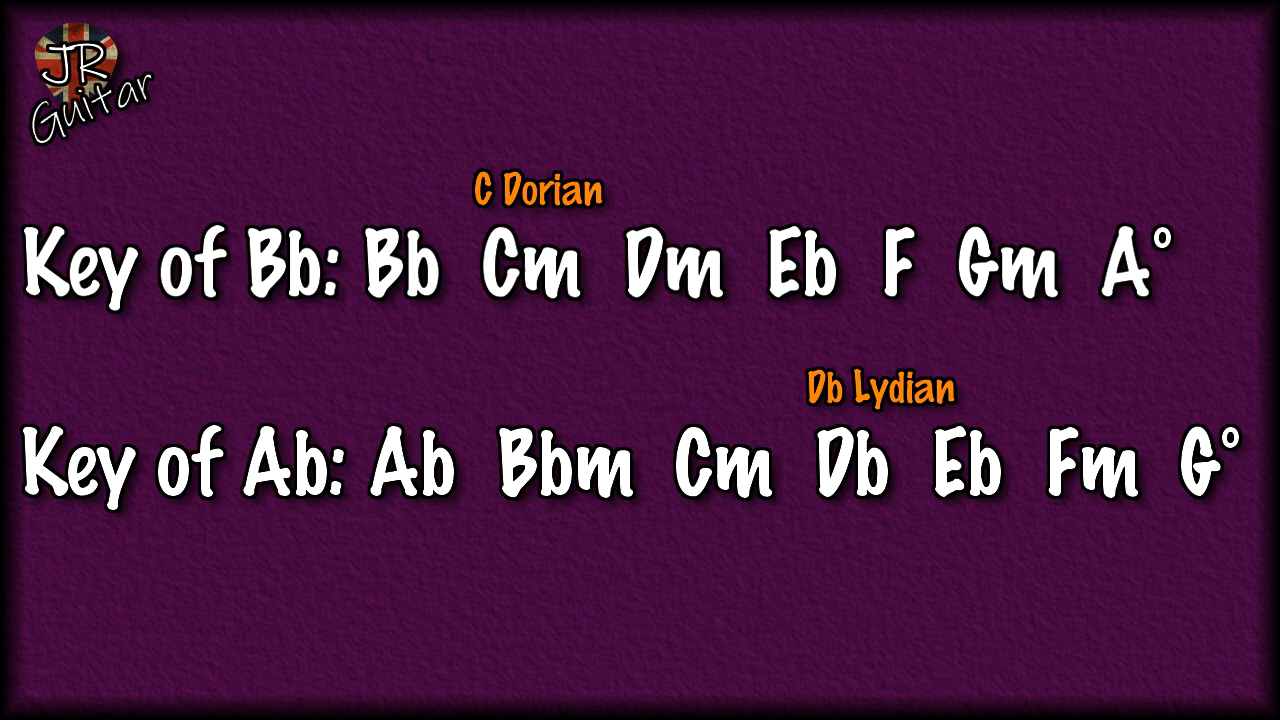 JR
Guitar
C Dorian
Key of Bb: Bb Cm Dm Eb F Gm A°
Db Lydian
Key of Ab: Ab Bbm Cm Db Eb Fm G°